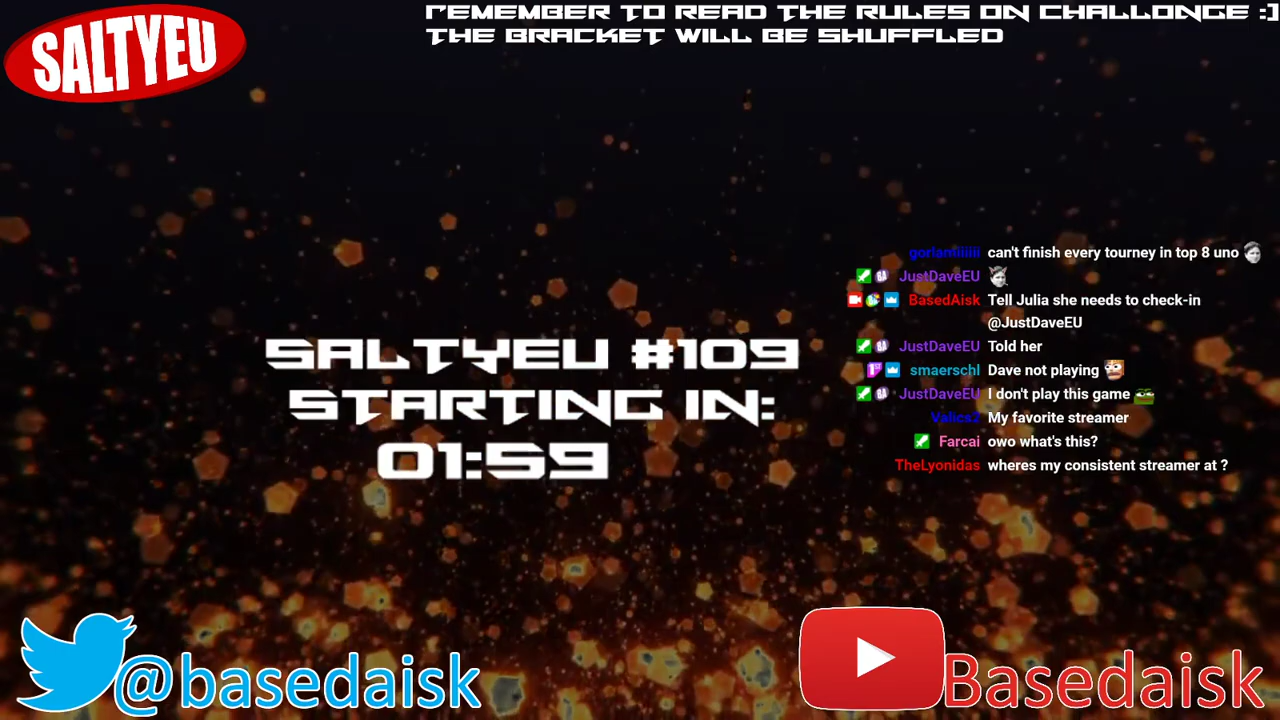 SALTYEU
REMEMBER TO READ THE RULES ON CHALLONGE :]
THE BRACKET WILL BE SHUFFLED
can't finish every tourney in top 8 uno
JustDaveEU
BasedAisk Tell Julia she needs to check-in
@JustDaveEU
JustDaveEU Told her
smaerschl Dave not playing
JustDaveEU I don't play this game
Valics2 My favorite streamer
Farcai owo what's this?
TheLyonidas wheres my consistent streamer at ?
SALTYEU #109
STARTING IN:
01:59
@basedaisk
Basedaisk